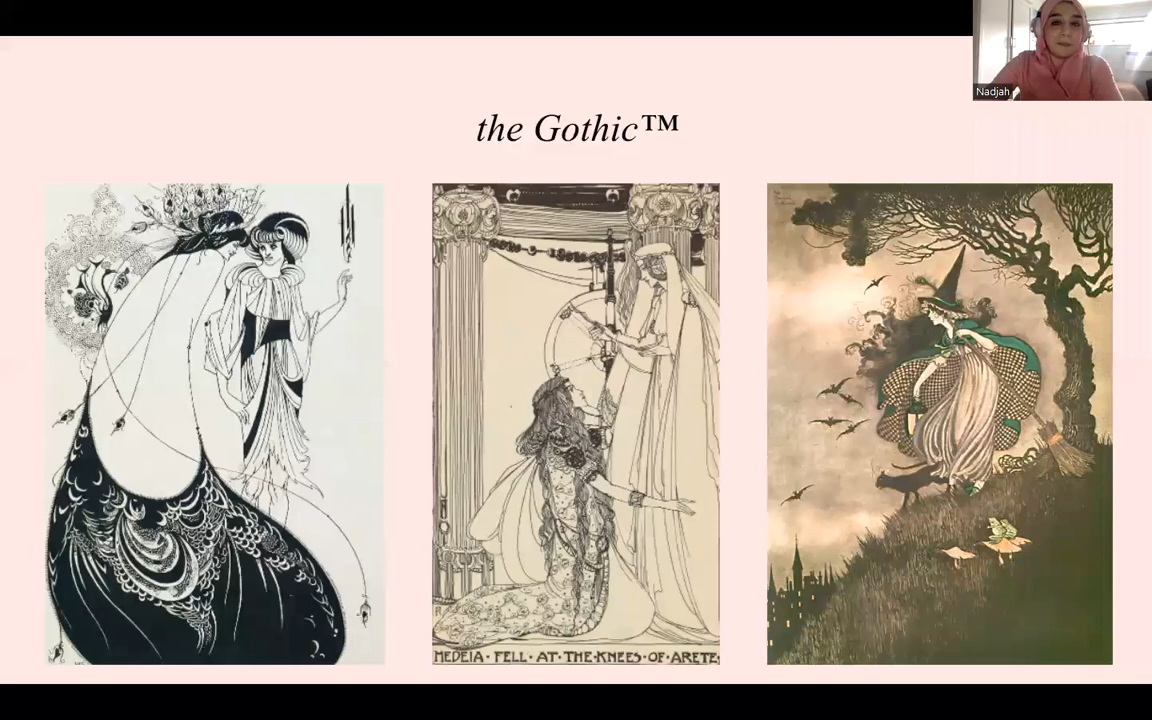 Nadjah
the Gothic™
MEDEIA · FELL · AT · THE · KNEES · OF · ARETE